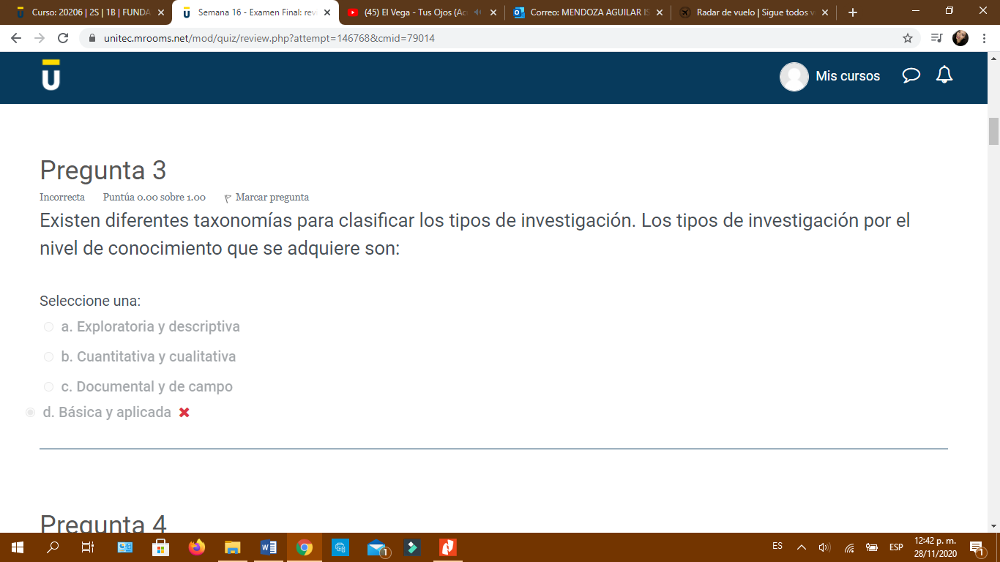 Curso: 20206 | 2S | 1B | FUNDA
Semana 16 - Examen Final: rev
(45) El Vega - Tus Ojos (Ac
Correo: MENDOZA AGUILAR IS
Radar de vuelo | Sigue todos v
unitec.mrooms.net/mod/quiz/review.php?attempt=146768&cmid=79014
U
Mis cursos
Pregunta 3
Incorrecta Puntúa 0.00 sobre 1.00 Marcar pregunta
Existen diferentes taxonomías para clasificar los tipos de investigación. Los tipos de investigación por el
nivel de conocimiento que se adquiere son:
Seleccione una:
a. Exploratoria y descriptiva
b. Cuantitativa y cualitativa
c. Documental y de campo
d. Básica y aplicada
Pregunta 4
ES
ESP
12:42 p. m.
28/11/2020
1
1